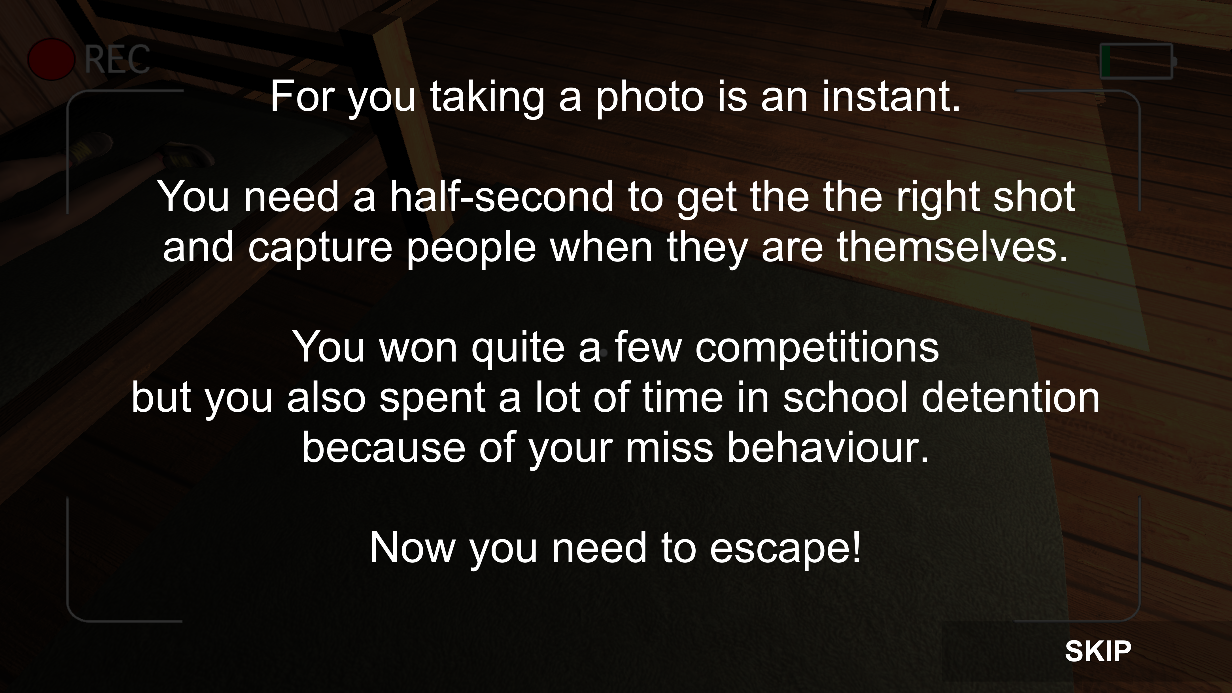 REC
For you taking a photo is an instant.
You need a half-second to get the the right shot
and capture people when they are themselves.
You won quite a few competitions
but you also spent a lot of time in school detention
because of your miss behaviour.
Now you need to escape!
SKIP